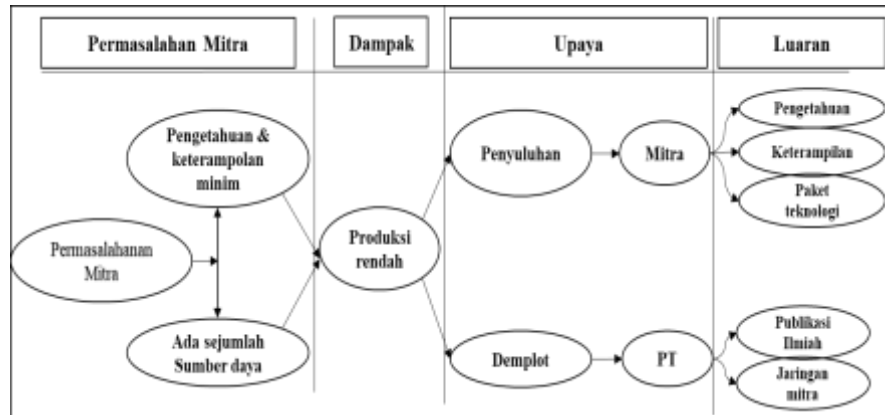 Permasalahan Mitra
Dampak
Upaya
Luaran
Pengetahuan &
keterampolan
minim
Permasalahanan
Mitra
Ada sejumlah
Sumber daya
Produksi
rendah
Penyuluhan
Mitra
Demplot
PT
Pengetahuan
Keterampilan
Paket
teknologi
Publikasi
Ilmiah
Jaringan
mitra